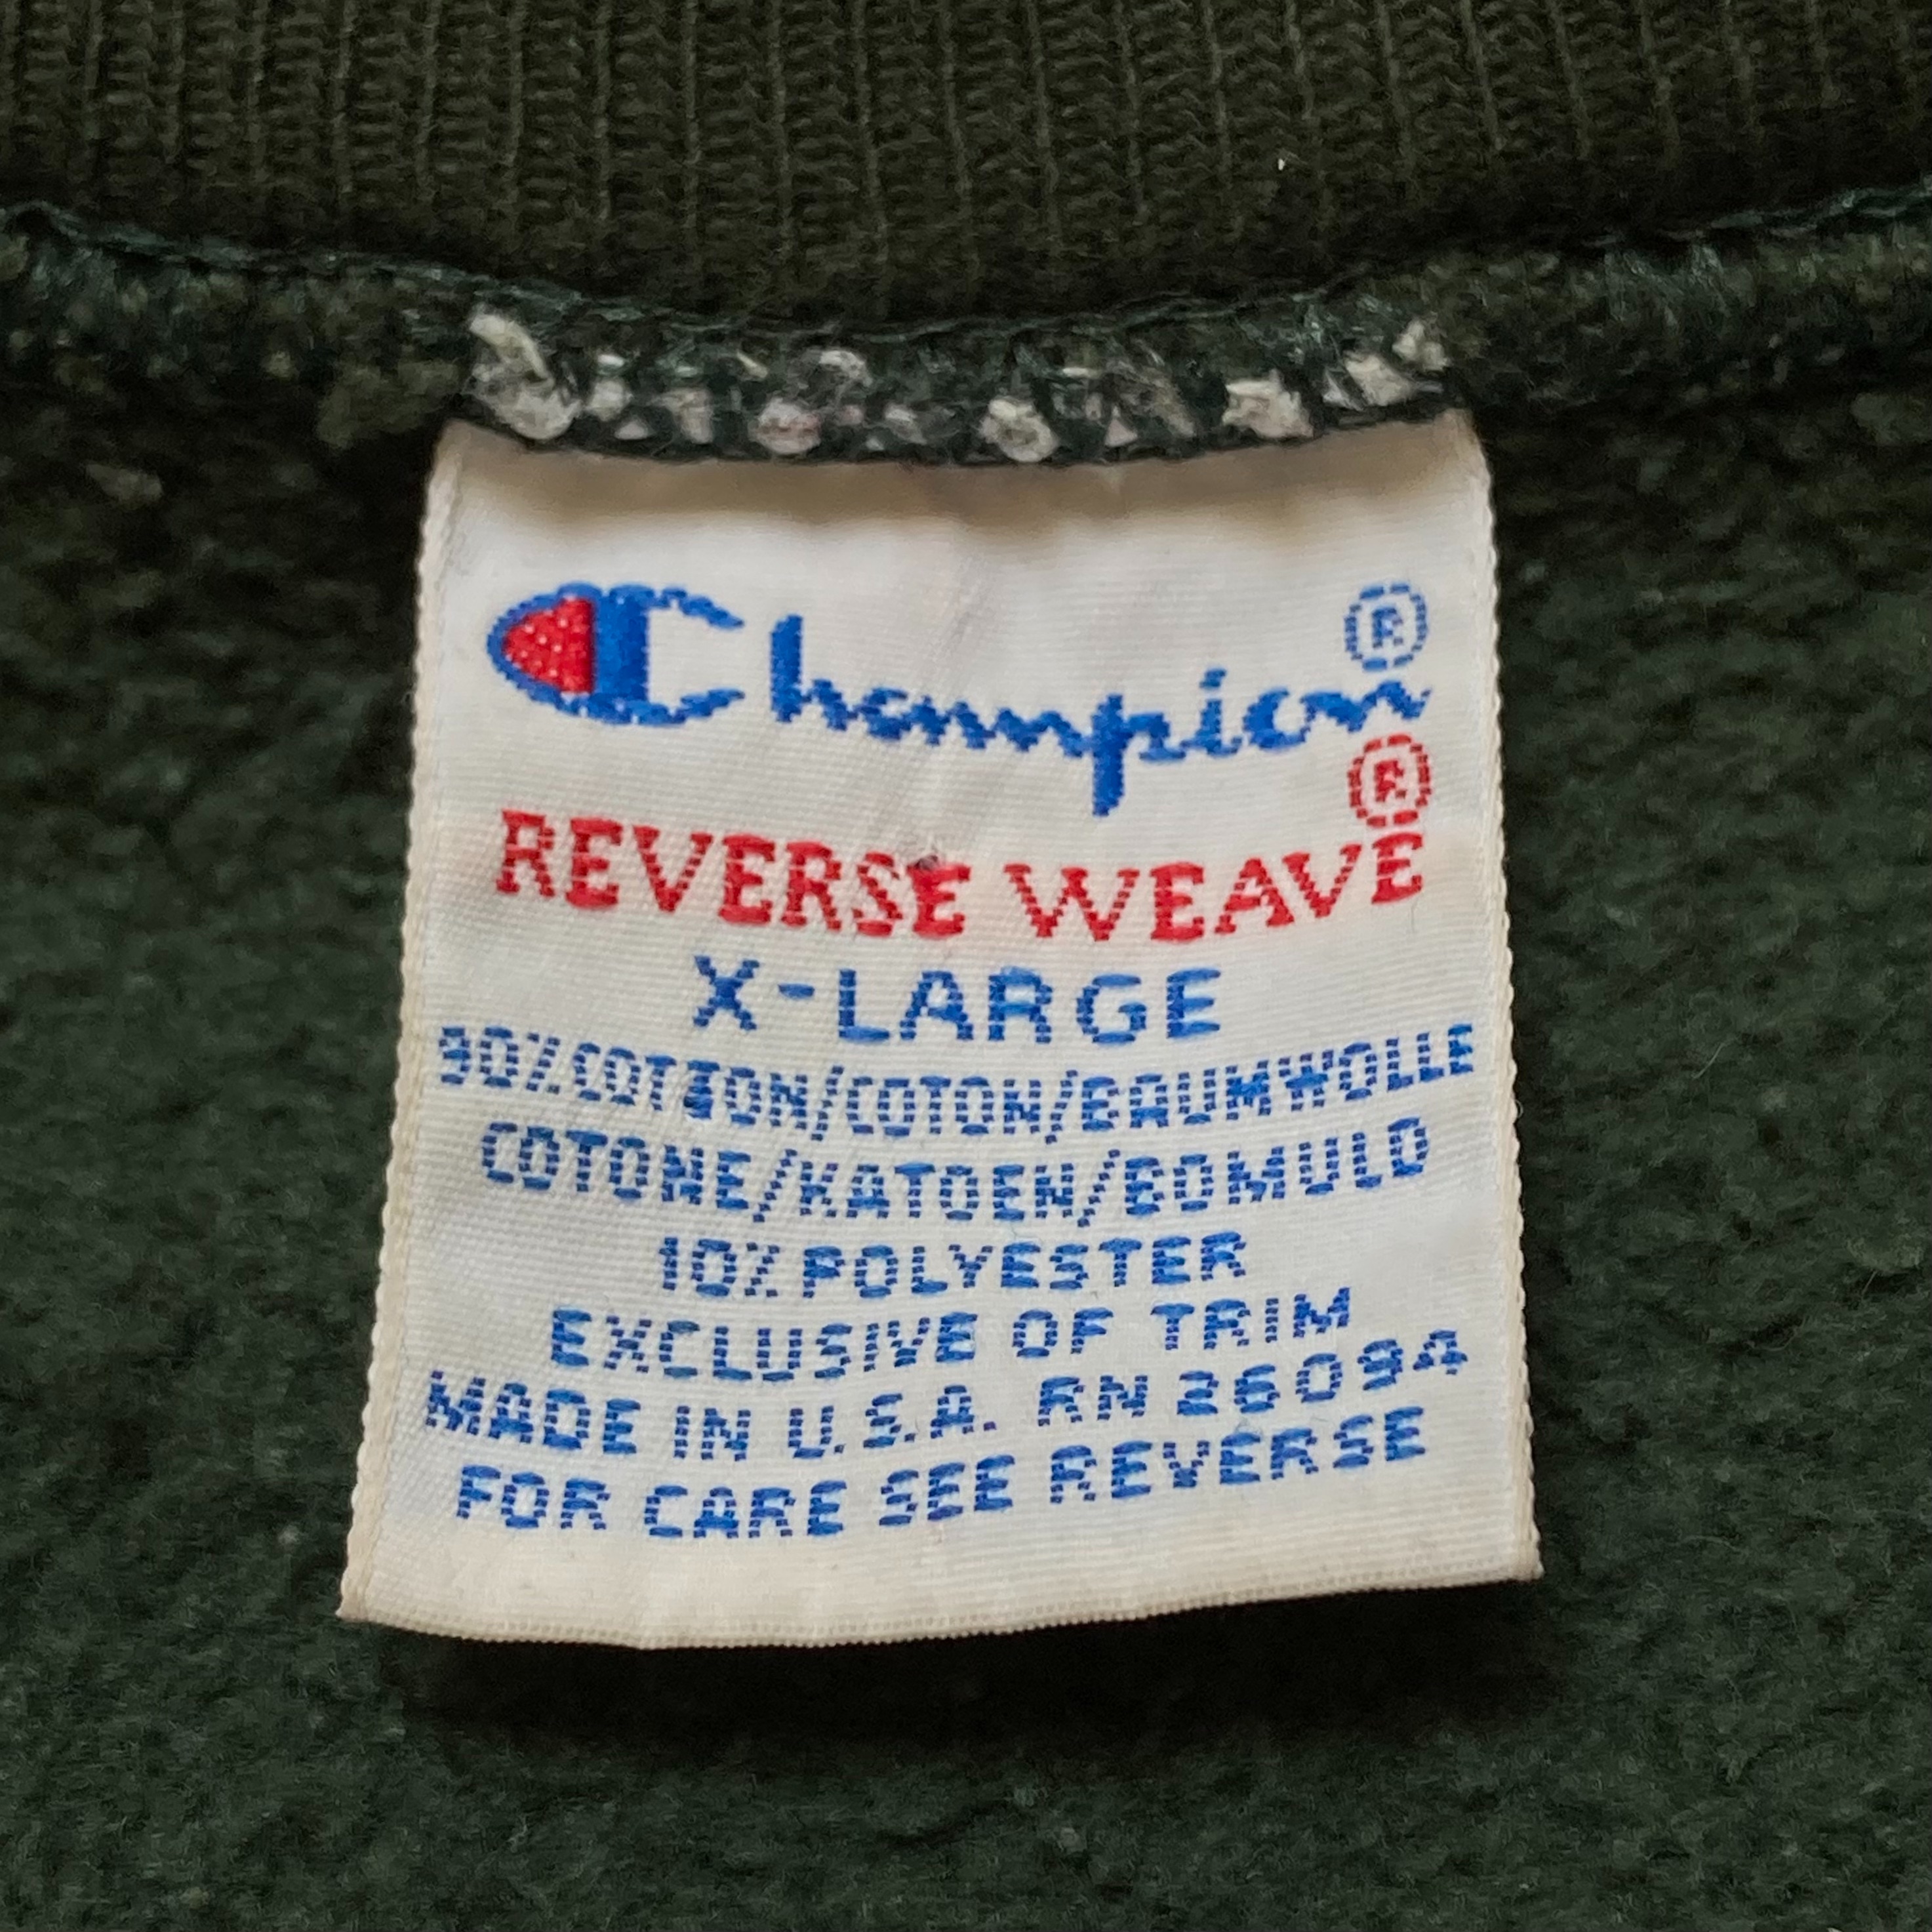 Champion®
REVERSE WEAVE®
X-LARGE
90% COTTON/COTON/BAUMWOLLE
COTONE/KATOEN/BOMULD
10% POLYESTER
EXCLUSIVE OF TRIM
MADE IN U.S.A. RN 26094
FOR CARE SEE REVERSE